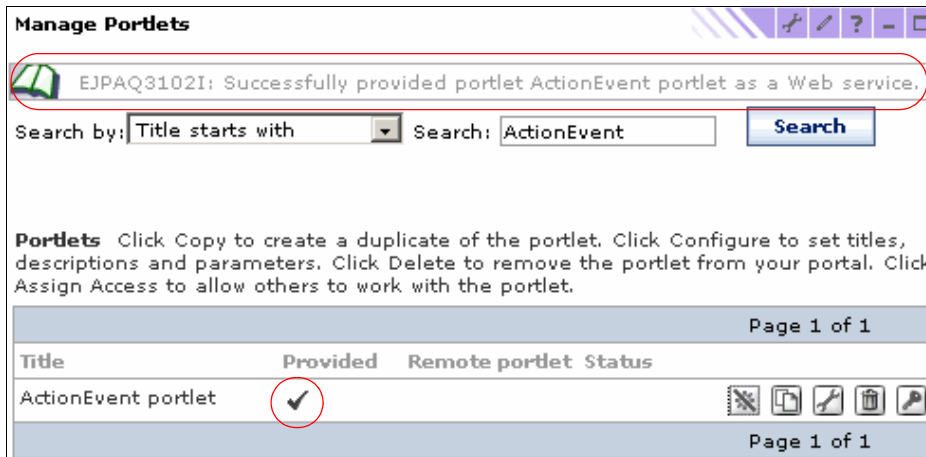 Manage Portlets
?
EJPAQ3102I: Successfully provided portlet ActionEvent portlet as a Web service.
Search by: Title starts with Search: ActionEvent Search
Portlets Click Copy to create a duplicate of the portlet. Click Configure to set titles,
descriptions and parameters. Click Delete to remove the portlet from your portal. Click
Assign Access to allow others to work with the portlet.
Page 1 of 1
Title Provided Remote portlet Status
ActionEvent portlet
Page 1 of 1